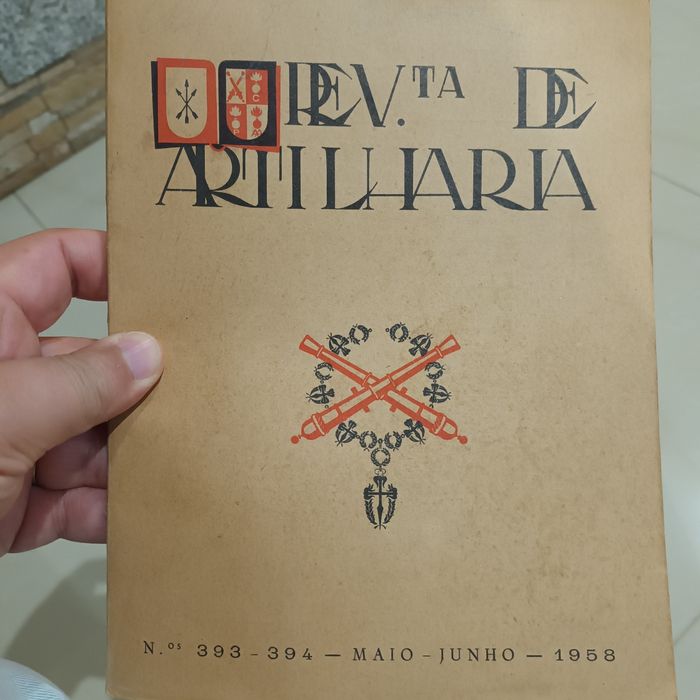 REV.TA DE
ARTILHARIA
N.os 393-394 — MAIO-JUNHO — 1958